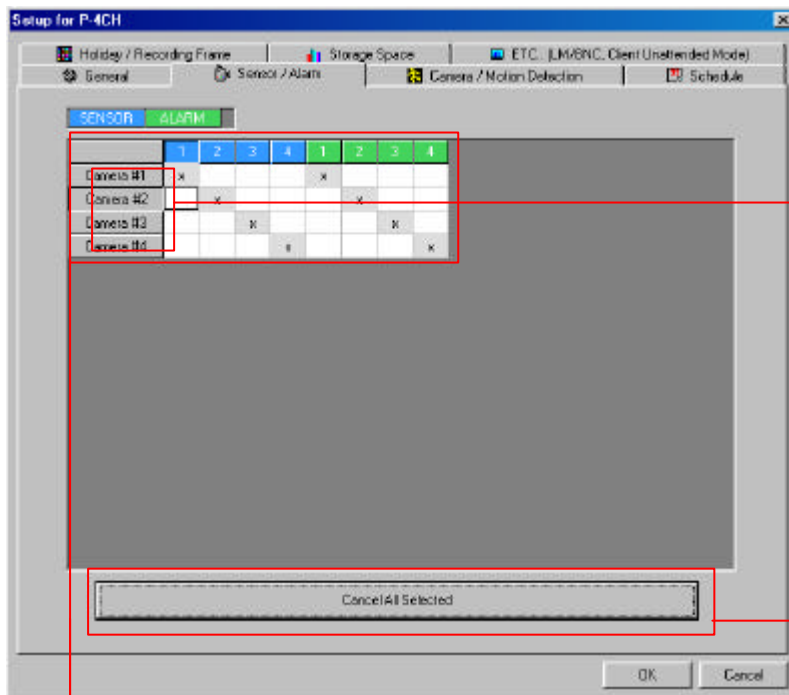 Setup for P-4CH
Holiday / Recording Frame Storage Space ETC.. (LM/BNC, Client Unattended Mode)
General Sensor / Alarm Camera / Motion Detection Schedule
SENSOR ALARM
1 2 3 4 1 2 3 4
Camera #1 x x
Camera #2 x x
Camera #3 x x
Camera #4 x x
Cancel All Selected
OK Cancel